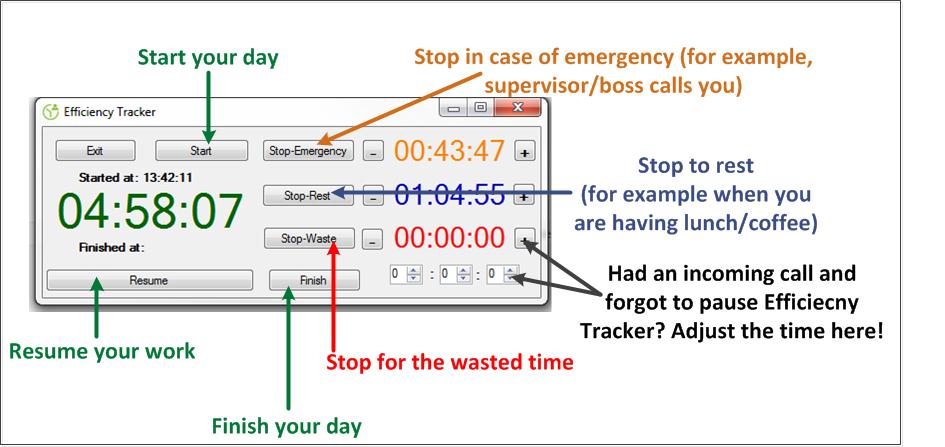 Start your day
Stop in case of emergency (for example,
supervisor/boss calls you)
Efficiency Tracker
Exit
Start
Stop-Emergency
-
00:43:47
+
Started at: 13:42:11
04:58:07
Finished at:
Stop-Rest
-
01:04:55
+
Stop to rest
(for example when you
are having lunch/coffee)
Stop-Waste
-
00:00:00
+
0 : 0 : 0
Resume
Finish
Had an incoming call and
forgot to pause Efficiecny
Tracker? Adjust the time here!
Resume your work
Stop for the wasted time
Finish your day